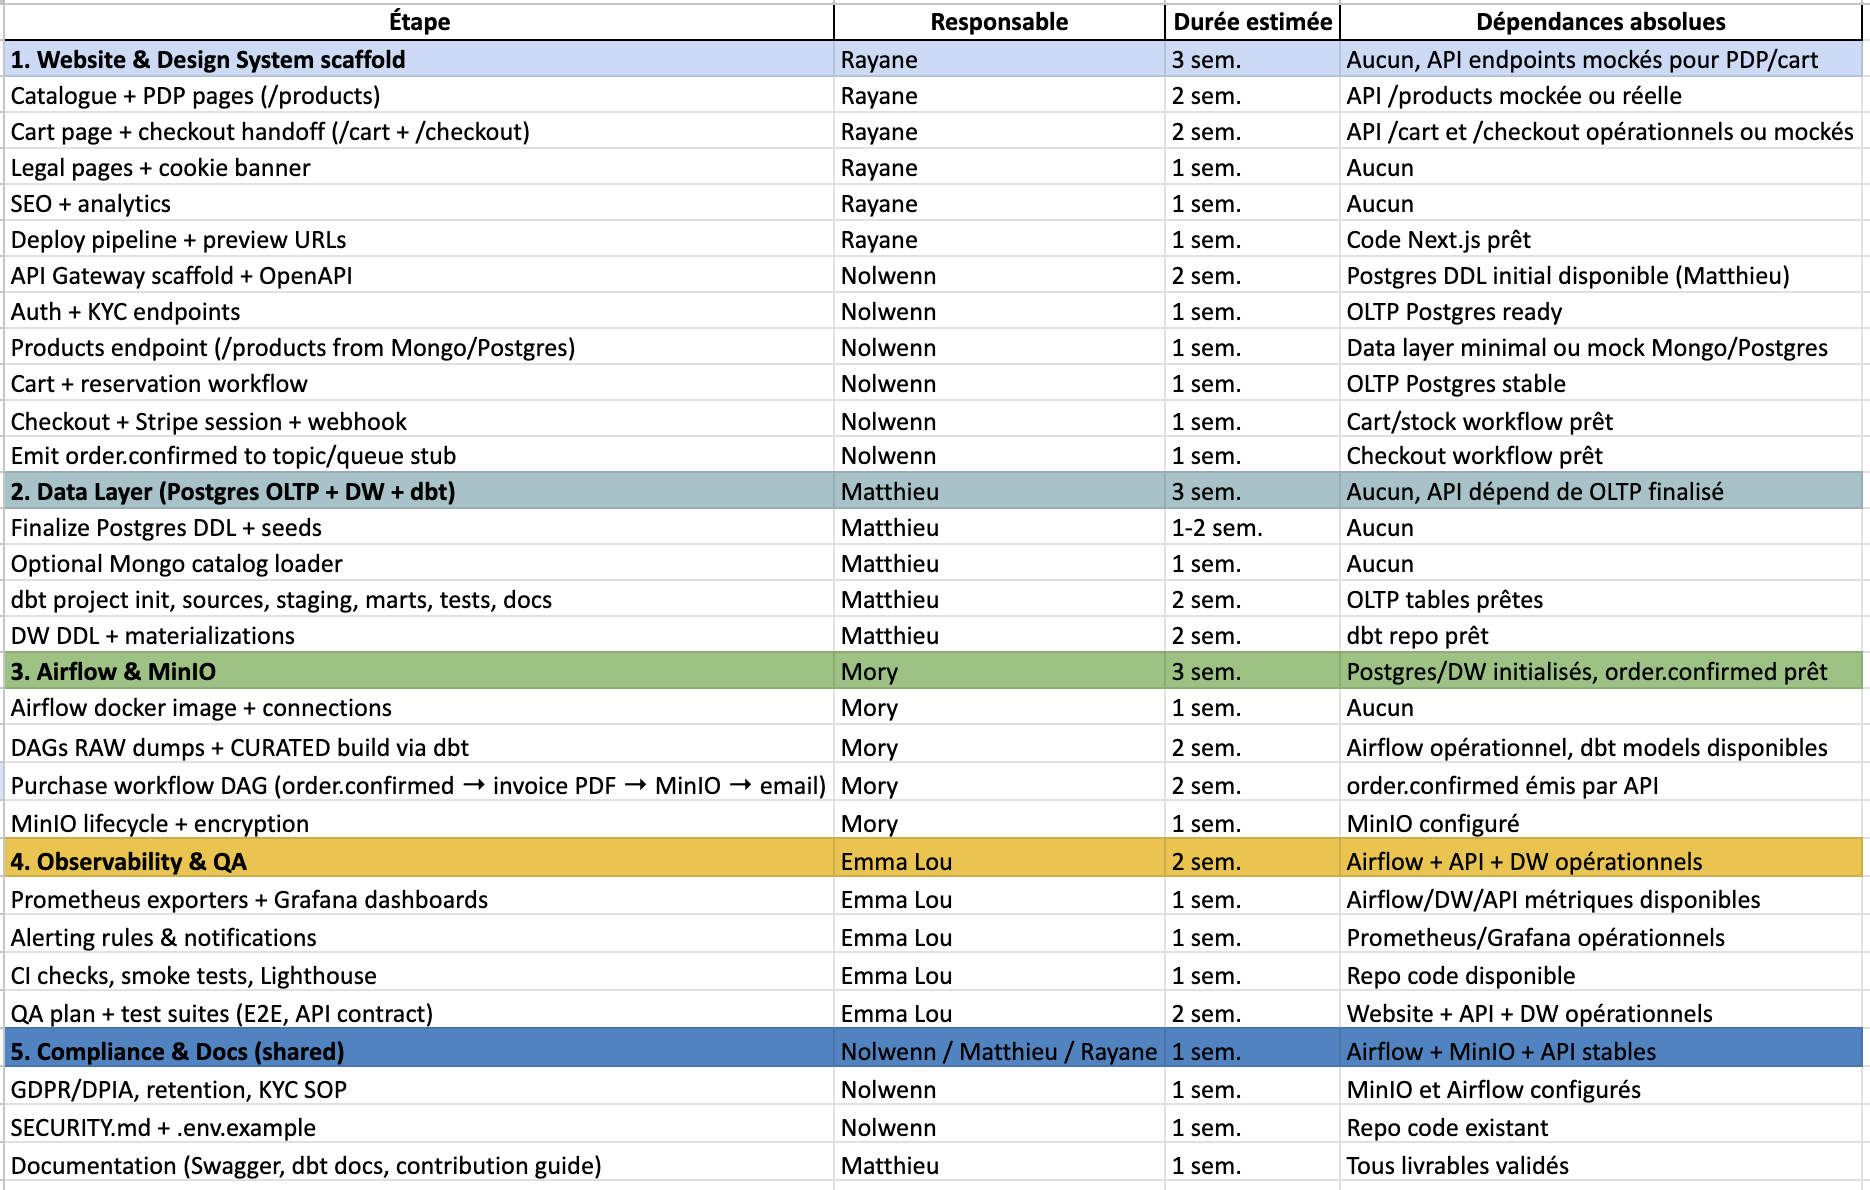 Étape Responsable Durée estimée Dépendances absolues
1. Website & Design System scaffold Rayane 3 sem. Aucun, API endpoints mockés pour PDP/cart
Catalogue + PDP pages (/products) Rayane 2 sem. API /products mockée ou réelle
Cart page + checkout handoff (/cart + /checkout) Rayane 2 sem. API /cart et /checkout opérationnels ou mockés
Legal pages + cookie banner Rayane 1 sem. Aucun
SEO + analytics Rayane 1 sem. Aucun
Deploy pipeline + preview URLs Rayane 1 sem. Code Next.js prêt
API Gateway scaffold + OpenAPI Nolwenn 2 sem. Postgres DDL initial disponible (Matthieu)
Auth + KYC endpoints Nolwenn 1 sem. OLTP Postgres ready
Products endpoint (/products from Mongo/Postgres) Nolwenn 1 sem. Data layer minimal ou mock Mongo/Postgres
Cart + reservation workflow Nolwenn 1 sem. OLTP Postgres stable
Checkout + Stripe session + webhook Nolwenn 1 sem. Cart/stock workflow prêt
Emit order.confirmed to topic/queue stub Nolwenn 1 sem. Checkout workflow prêt
2. Data Layer (Postgres OLTP + DW + dbt) Matthieu 3 sem. Aucun, API dépend de OLTP finalisé
Finalize Postgres DDL + seeds Matthieu 1-2 sem. Aucun
Optional Mongo catalog loader Matthieu 1 sem. Aucun
dbt project init, sources, staging, marts, tests, docs Matthieu 2 sem. OLTP tables prêtes
DW DDL + materializations Matthieu 2 sem. dbt repo prêt
3. Airflow & MinIO Mory 3 sem. Postgres/DW initialisés, order.confirmed prêt
Airflow docker image + connections Mory 1 sem. Aucun
DAGs RAW dumps + CURATED build via dbt Mory 2 sem. Airflow opérationnel, dbt models disponibles
Purchase workflow DAG (order.confirmed → invoice PDF → MinIO → email) Mory 2 sem. order.confirmed émis par API
MinIO lifecycle + encryption Mory 1 sem. MinIO configuré
4. Observability & QA Emma Lou 2 sem. Airflow + API + DW opérationnels
Prometheus exporters + Grafana dashboards Emma Lou 1 sem. Airflow/DW/API métriques disponibles
Alerting rules & notifications Emma Lou 1 sem. Prometheus/Grafana opérationnels
CI checks, smoke tests, Lighthouse Emma Lou 1 sem. Repo code disponible
QA plan + test suites (E2E, API contract) Emma Lou 2 sem. Website + API + DW opérationnels
5. Compliance & Docs (shared) Nolwenn / Matthieu / Rayane 1 sem. Airflow + MinIO + API stables
GDPR/DPIA, retention, KYC SOP Nolwenn 1 sem. MinIO et Airflow configurés
SECURITY.md + .env.example Nolwenn 1 sem. Repo code existant
Documentation (Swagger, dbt docs, contribution guide) Matthieu 1 sem. Tous livrables validés